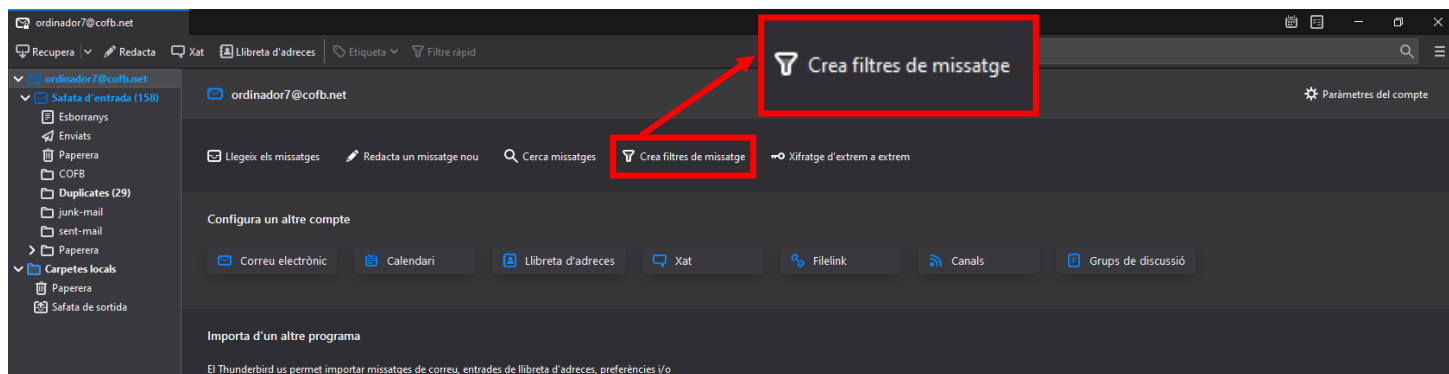 ordinador7@cofb.net
Recupera Redacta Xat Llibreta d'adreces Etiqueta Filtre ràpid
Crea filtres de missatge
ordinador7@cofb.net
Safata d'entrada (158)
Esborranys
Enviats
Paperera
COFB
Duplicates (29)
junk-mail
sent-mail
Paperera
Carpetes locals
Paperera
Safata de sortida
ordinador7@cofb.net
Paràmetres del compte
Llegeix els missatges Redacta un missatge nou Cerca missatges Crea filtres de missatge Xifratge d'extrem a extrem
Configura un altre compte
Correu electrònic Calendari Llibreta d'adreces Xat Filelink Canals Grups de discussió
Importa d'un altre programa
El Thunderbird us permet importar missatges de correu, entrades de llibreta d'adreces, preferències i/o